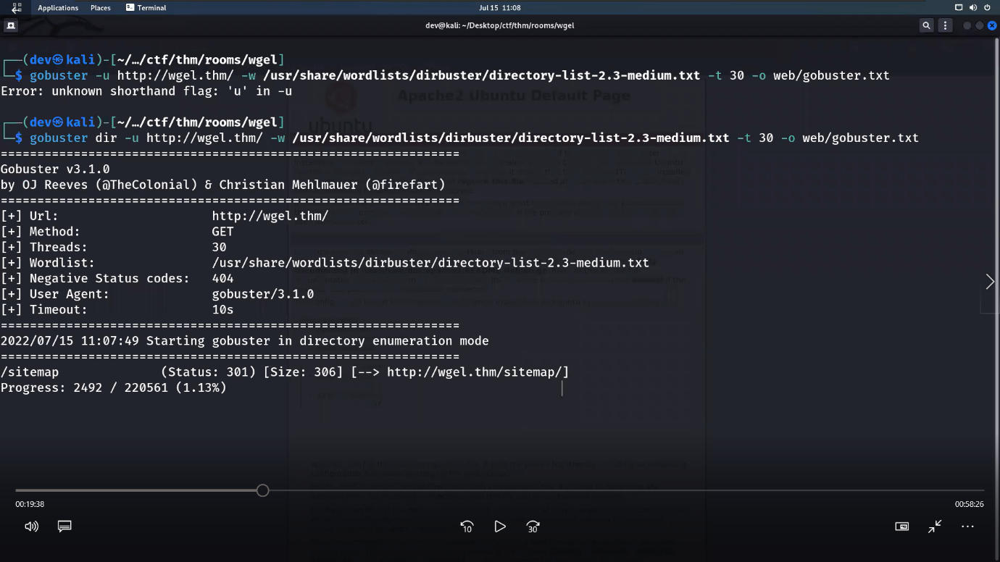 Applications Places Terminal Jul 15 11:08
dev@kali: ~/Desktop/ctf/thm/rooms/wgel
┌──(dev㉿kali)-[~/…/ctf/thm/rooms/wgel]
└─$ gobuster -u http://wgel.thm/ -w /usr/share/wordlists/dirbuster/directory-list-2.3-medium.txt -t 30 -o web/gobuster.txt
Error: unknown shorthand flag: 'u' in -u
Apache2 Ubuntu Default Page
ubuntu
┌──(dev㉿kali)-[~/…/ctf/thm/rooms/wgel]
└─$ gobuster dir -u http://wgel.thm/ -w /usr/share/wordlists/dirbuster/directory-list-2.3-medium.txt -t 30 -o web/gobuster.txt
===============================================================
Gobuster v3.1.0
by OJ Reeves (@TheColonial) & Christian Mehlmauer (@firefart)
===============================================================
[+] Url: http://wgel.thm/
[+] Method: GET
[+] Threads: 30
[+] Wordlist: /usr/share/wordlists/dirbuster/directory-list-2.3-medium.txt
[+] Negative Status codes: 404
[+] User Agent: gobuster/3.1.0
[+] Timeout: 10s
===============================================================
2022/07/15 11:07:49 Starting gobuster in directory enumeration mode
===============================================================
/sitemap (Status: 301) [Size: 306] [--> http://wgel.thm/sitemap/]
Progress: 2492 / 220561 (1.13%)
00:19:38 00:58:26
10 30